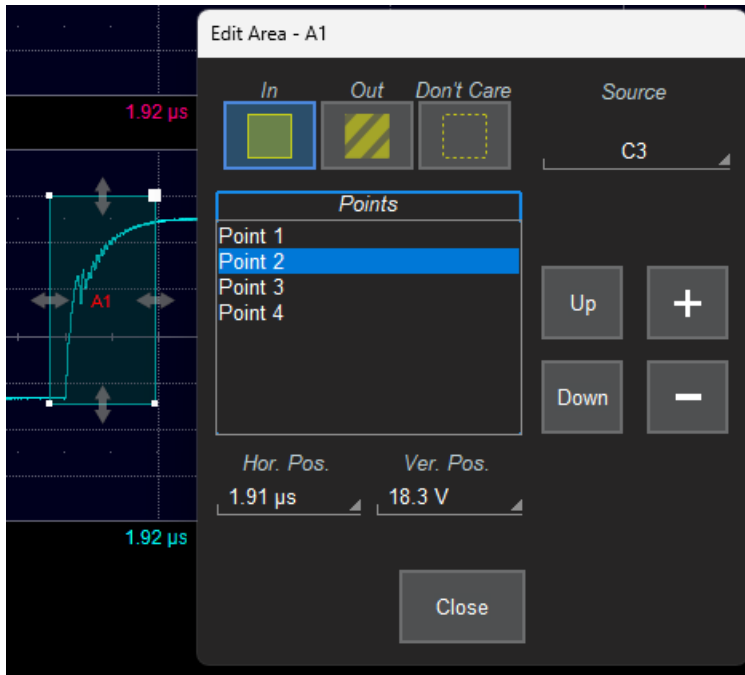 Edit Area - A1
In Out Don't Care Source
1.92 µs
C3
Points
Point 1
Point 2
Point 3
Point 4
A1
Up +
Down −
Hor. Pos. Ver. Pos.
1.91 µs 18.3 V
1.92 µs
Close